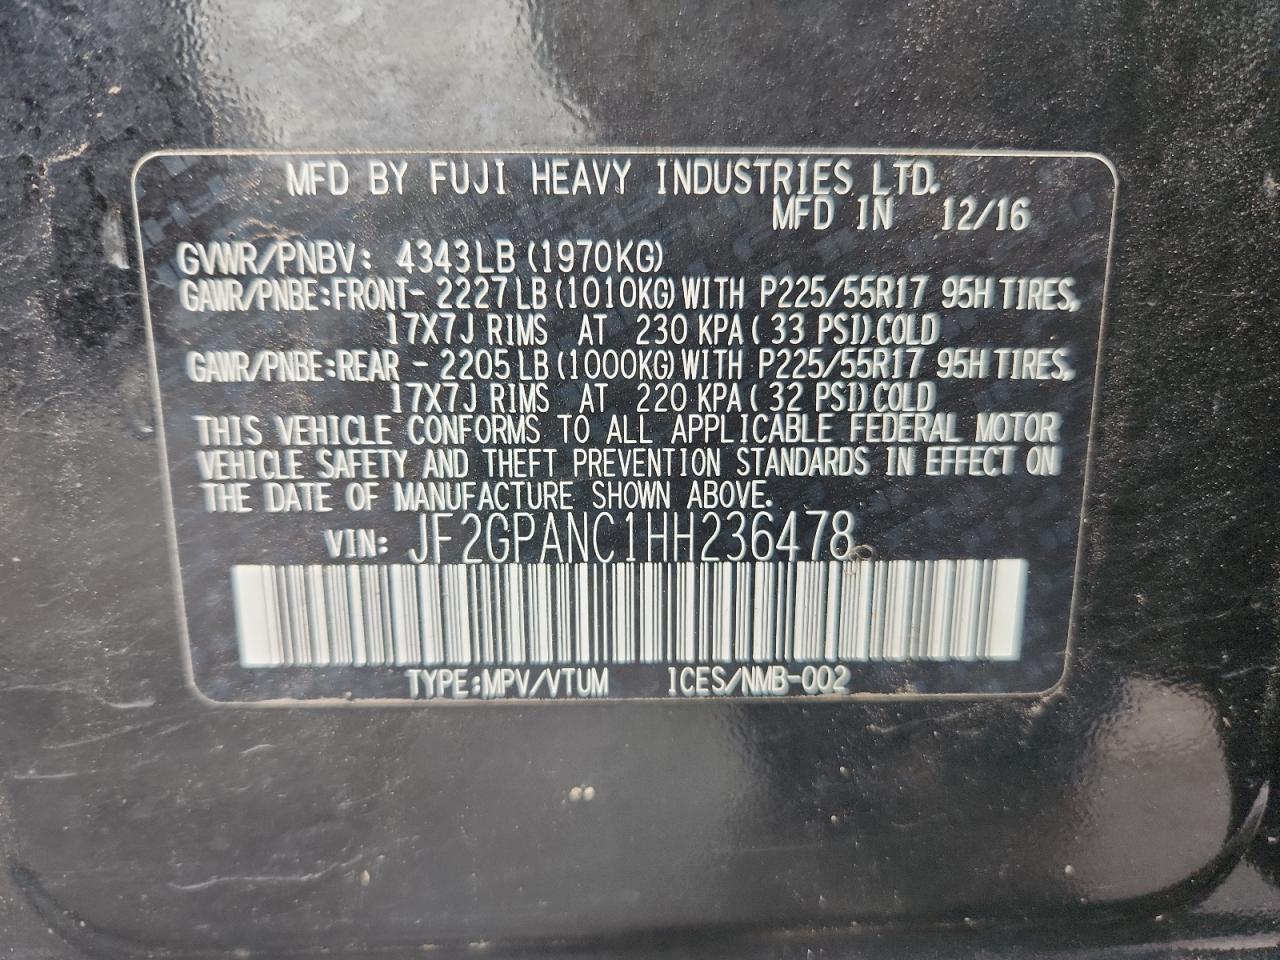 MFD BY FUJI HEAVY INDUSTRIES LTD.
MFD IN 12/16
GVWR/PNBV: 4343LB(1970KG)
GAWR/PNBE:FRONT-2227LB(1010KG)WITH P225/55R17 95H TIRES,
17X7J RIMS AT 230 KPA(33 PSI)COLD
GAWR/PNBE:REAR -2205LB(1000KG)WITH P225/55R17 95H TIRES,
17X7J RIMS AT 220 KPA(32 PSI)COLD
THIS VEHICLE CONFORMS TO ALL APPLICABLE FEDERAL MOTOR
VEHICLE SAFETY AND THEFT PREVENTION STANDARDS IN EFFECT ON
THE DATE OF MANUFACTURE SHOWN ABOVE.
VIN: JF2GPANC1HH236478
TYPE:MPV/VTUM ICES/NMB-002